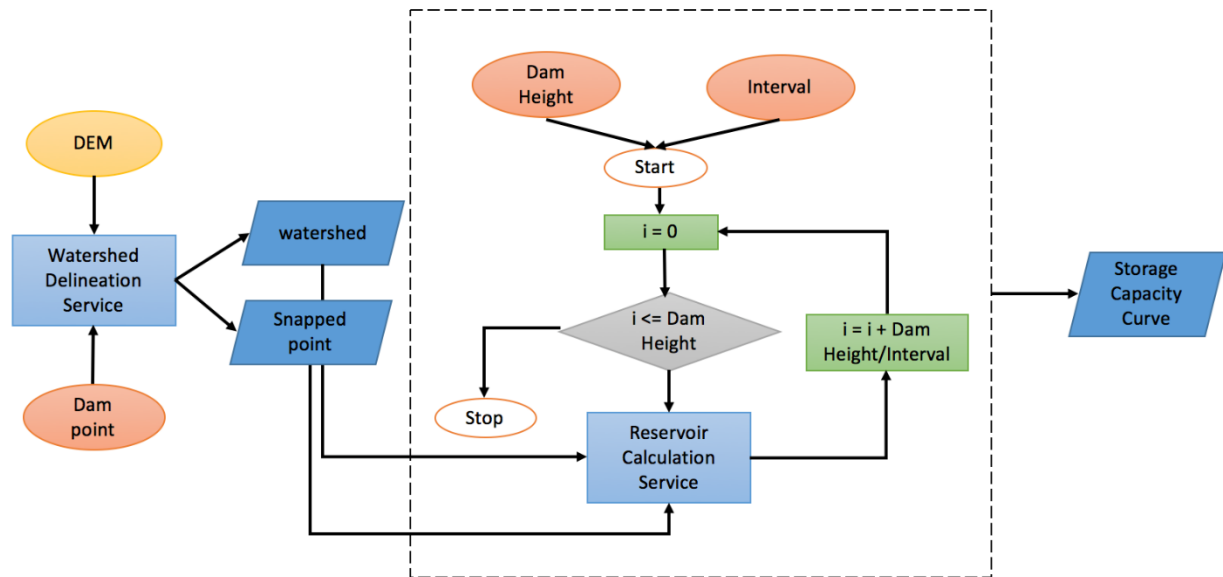 DEM
Watershed
Delineation
Service
Dam
point
watershed
Snapped
point
Dam
Height
Interval
Start
i = 0
i <= Dam
Height
Stop
Reservoir
Calculation
Service
i = i + Dam
Height/Interval
Storage
Capacity
Curve